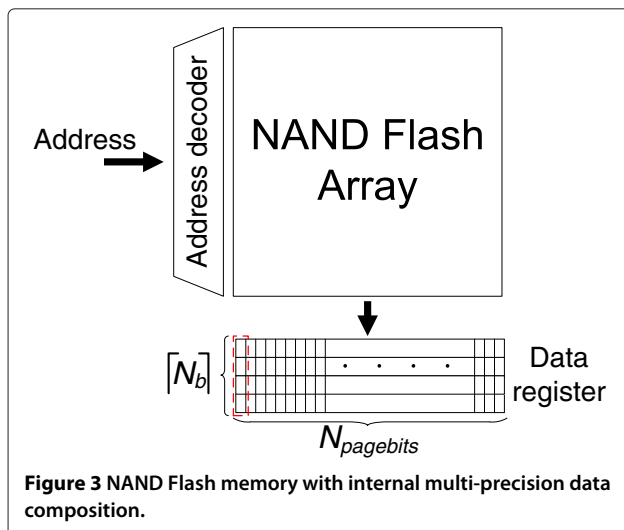 Address
Address decoder
NAND Flash
Array
⌈N_b⌉
. . . .
Data
register
N_pagebits
Figure 3 NAND Flash memory with internal multi-precision data
composition.